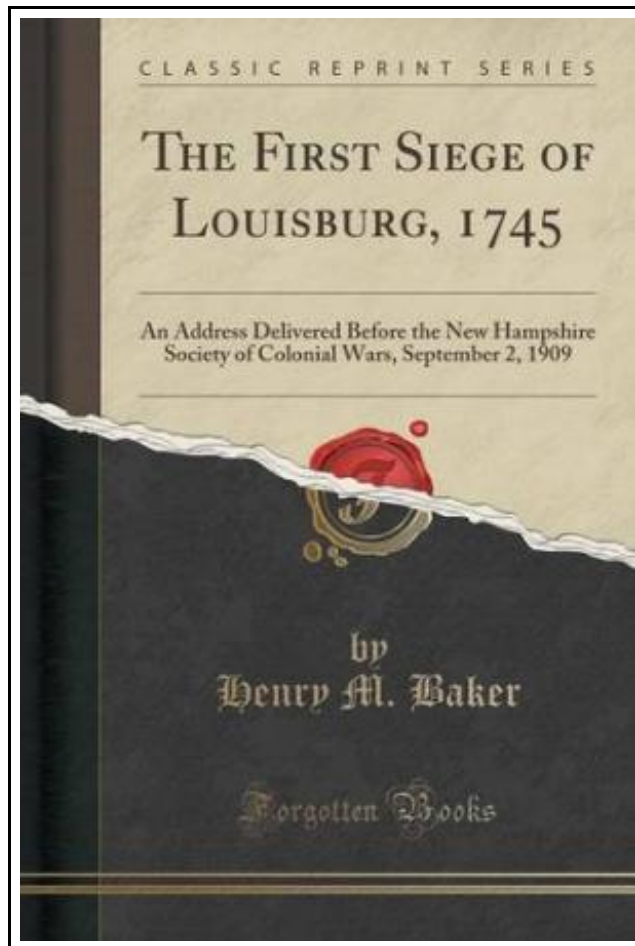 CLASSIC REPRINT SERIES
THE FIRST SIEGE OF
LOUISBURG, 1745
An Address Delivered Before the New Hampshire
Society of Colonial Wars, September 2, 1909
by
Henry M. Baker
Forgotten Books